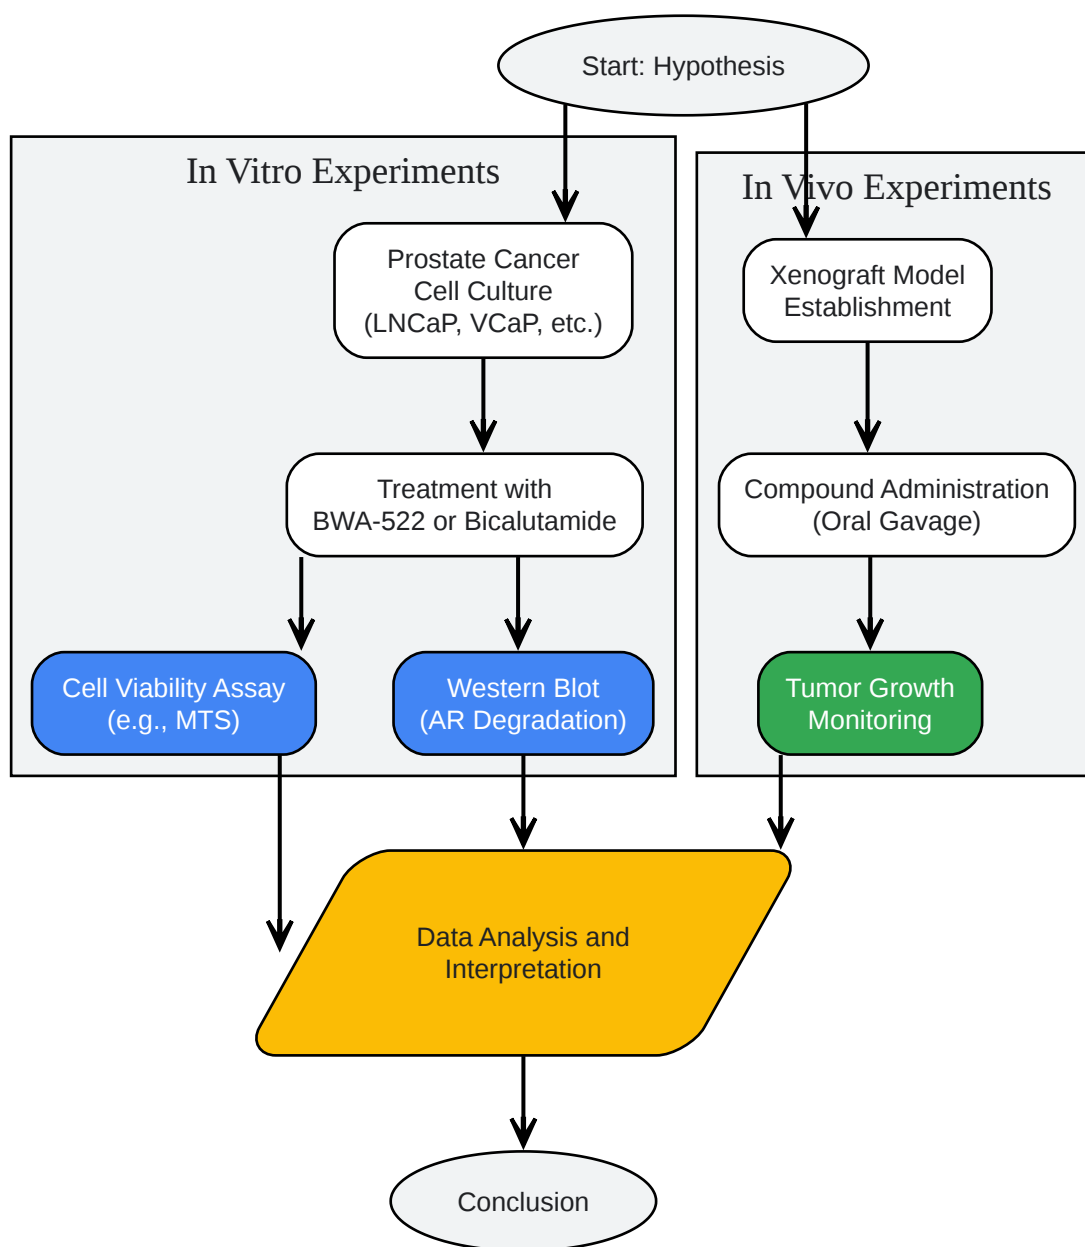 Start: Hypothesis
In Vitro Experiments
Prostate Cancer
Cell Culture
(LNCaP, VCaP, etc.)
Treatment with
BWA-522 or Bicalutamide
Cell Viability Assay
(e.g., MTS)
Western Blot
(AR Degradation)
In Vivo Experiments
Xenograft Model
Establishment
Compound Administration
(Oral Gavage)
Tumor Growth
Monitoring
Data Analysis and
Interpretation
Conclusion